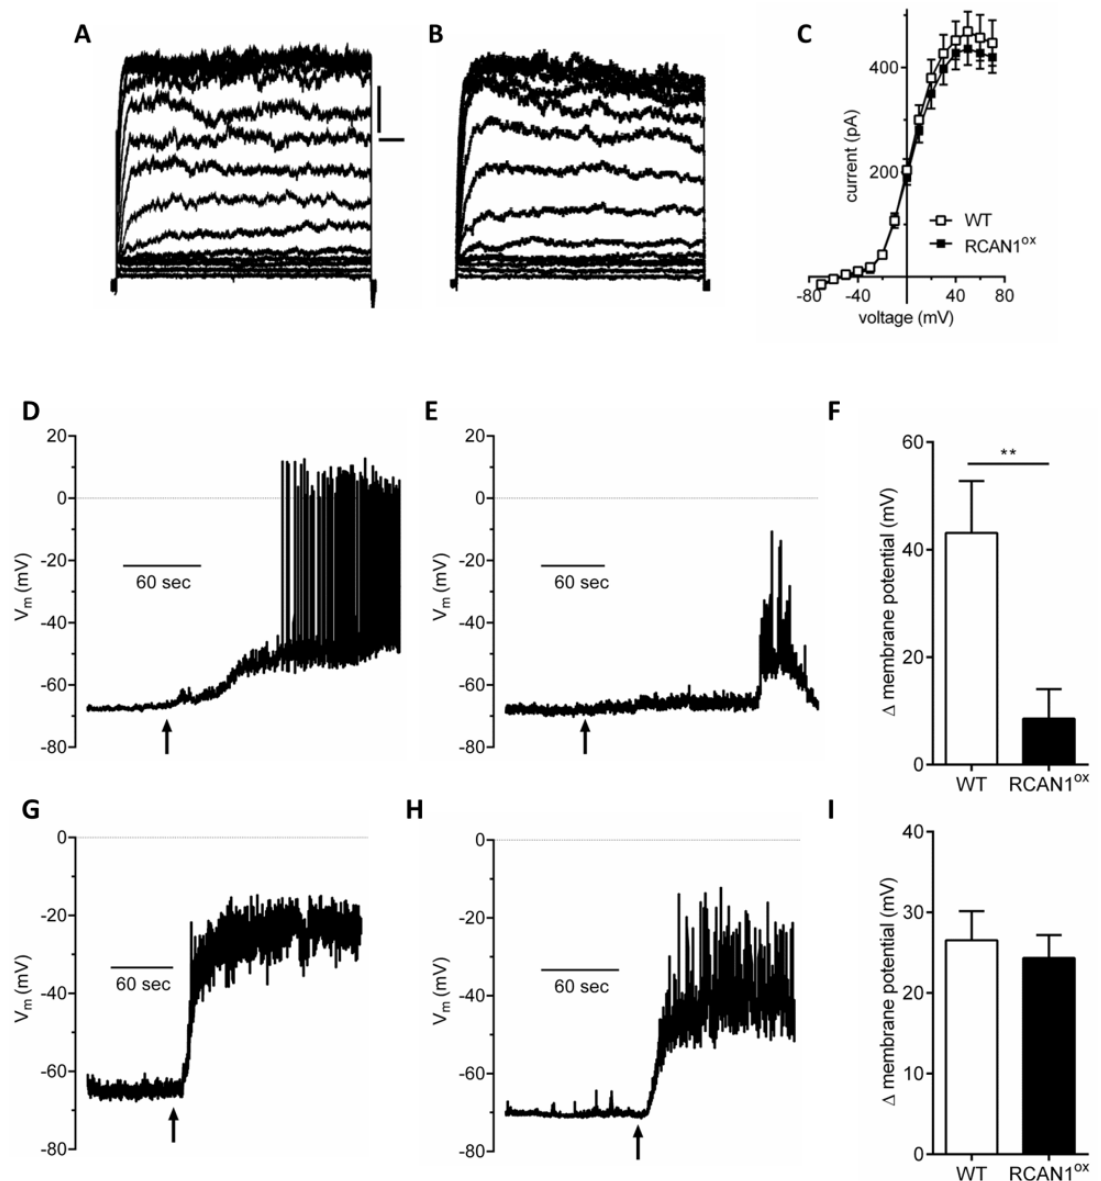 A
B
C
400
200
current (pA)
WT
RCAN1ox
-80
-40
0
40
80
voltage (mV)
D
20
0
-20
-40
-60
-80
Vm (mV)
60 sec
E
20
0
-20
-40
-60
-80
Vm (mV)
60 sec
F
60
40
20
0
Δ membrane potential (mV)
**
WT
RCAN1ox
G
0
-20
-40
-60
-80
Vm (mV)
60 sec
H
0
-20
-40
-60
-80
Vm (mV)
60 sec
I
40
30
20
10
0
Δ membrane potential (mV)
WT
RCAN1ox